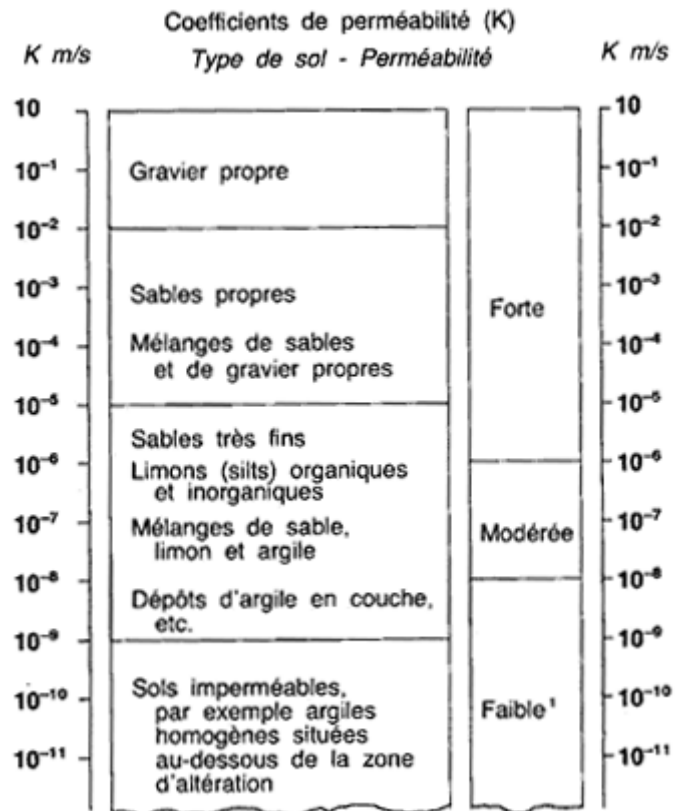 Coefficients de perméabilité (K)
K m/s Type de sol - Perméabilité K m/s
10 10
10⁻¹ Gravier propre 10⁻¹
10⁻² 10⁻²
10⁻³ Sables propres Forte 10⁻³
10⁻⁴ Mélanges de sables 10⁻⁴
et de gravier propres
10⁻⁵ 10⁻⁵
Sables très fins
10⁻⁶ Limons (silts) organiques 10⁻⁶
et inorganiques
10⁻⁷ Mélanges de sable, Modérée 10⁻⁷
limon et argile
10⁻⁸ 10⁻⁸
Dépôts d'argile en couche,
etc.
10⁻⁹ 10⁻⁹
Sols imperméables,
10⁻¹⁰ par exemple argiles Faible¹ 10⁻¹⁰
homogènes situées
10⁻¹¹ au-dessous de la zone 10⁻¹¹
d'altération